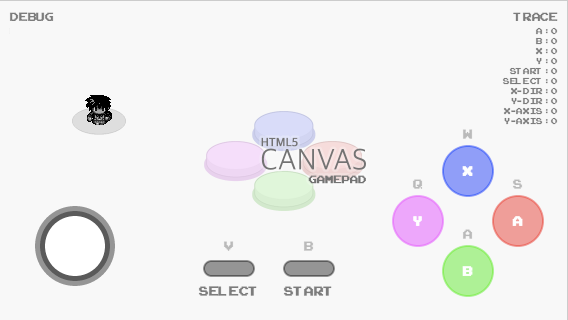 DEBUG
TRACE
A:0
B:0
X:0
Y:0
START:0
SELECT:0
X-DIR:0
Y-DIR:0
X-AXIS:0
Y-AXIS:0
HTML5
CANVAS
GAMEPAD
W
X
Q
S
Y
A
A
B
V
B
SELECT
START